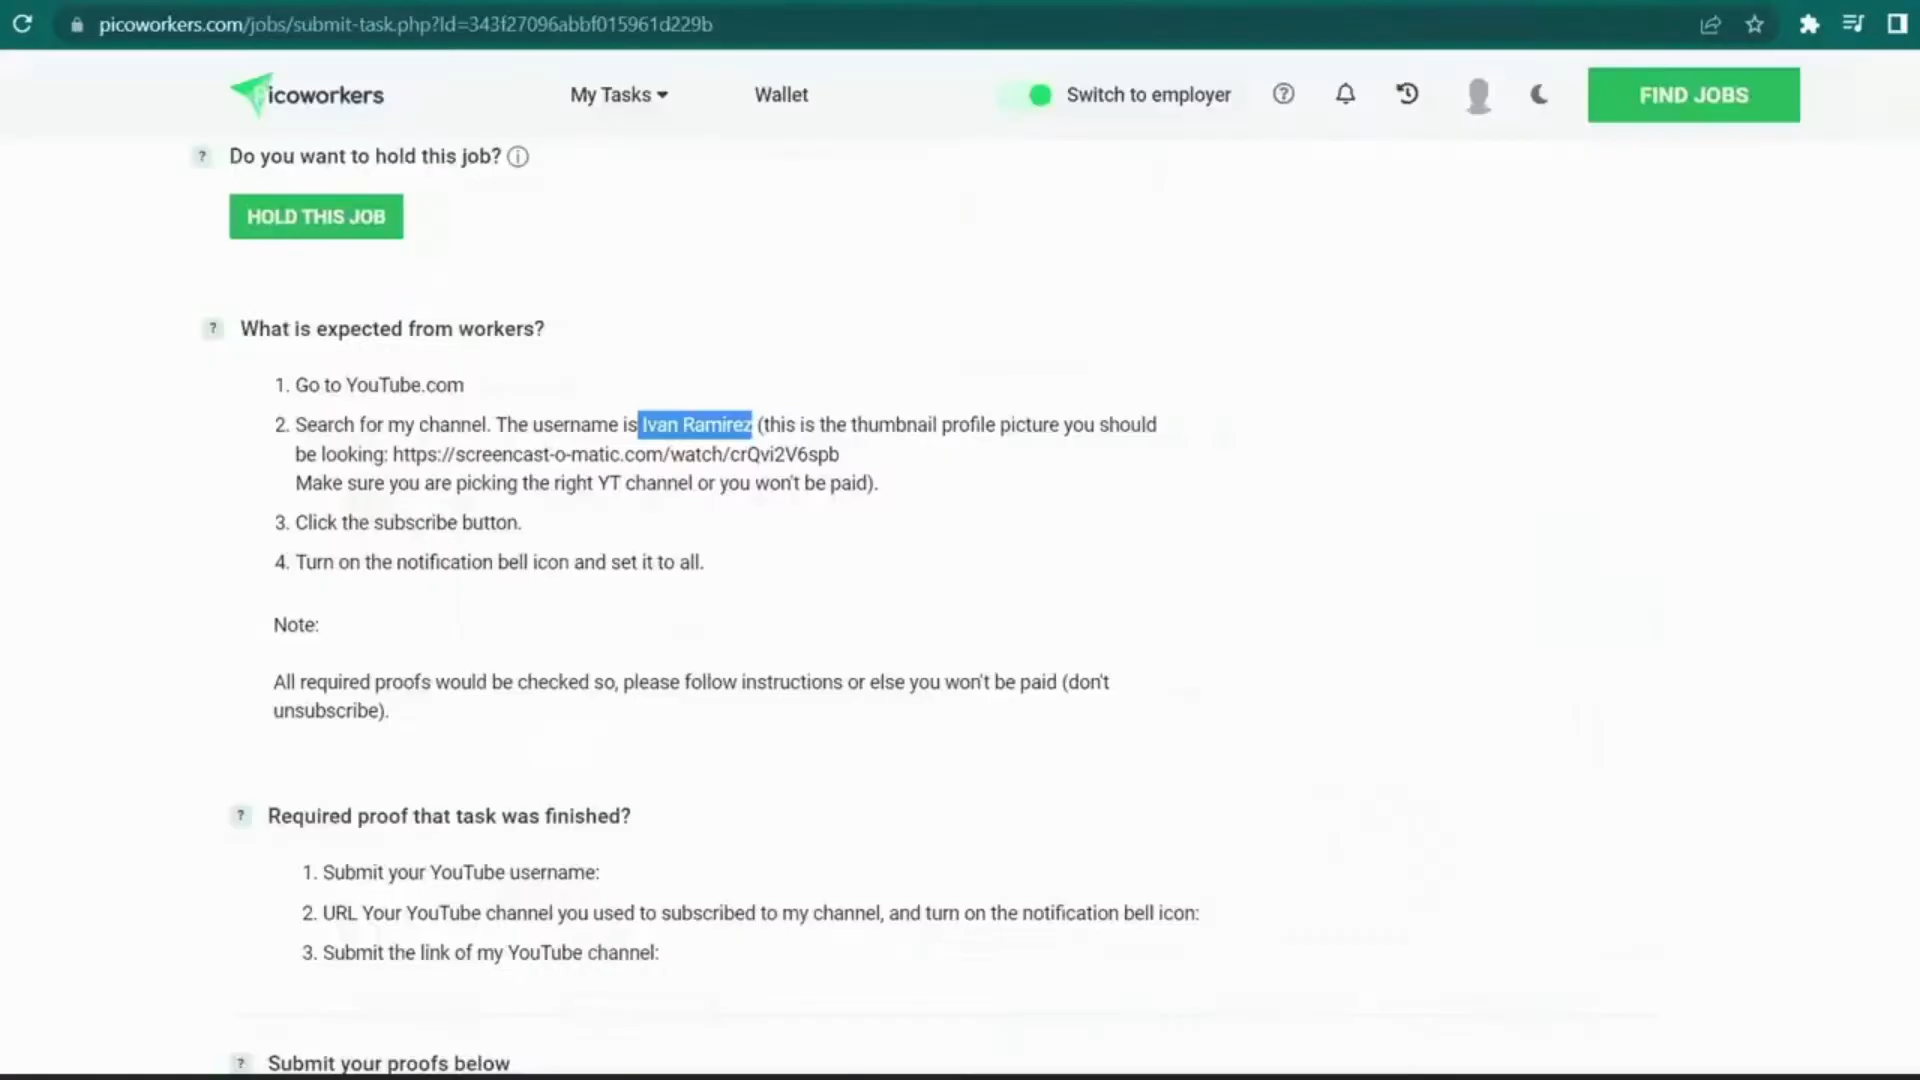 picoworkers.com/jobs/submit-task.php?Id=343f27096abbf015961d229b
Picoworkers
My Tasks
Wallet
Switch to employer
FIND JOBS
? Do you want to hold this job?
HOLD THIS JOB
? What is expected from workers?
1. Go to YouTube.com
2. Search for my channel. The username is Ivan Ramirez (this is the thumbnail profile picture you should
be looking: https://screencast-o-matic.com/watch/crQvi2V6spb
Make sure you are picking the right YT channel or you won't be paid).
3. Click the subscribe button.
4. Turn on the notification bell icon and set it to all.
Note:
All required proofs would be checked so, please follow instructions or else you won't be paid (don't
unsubscribe).
? Required proof that task was finished?
1. Submit your YouTube username:
2. URL Your YouTube channel you used to subscribed to my channel, and turn on the notification bell icon:
3. Submit the link of my YouTube channel:
? Submit your proofs below